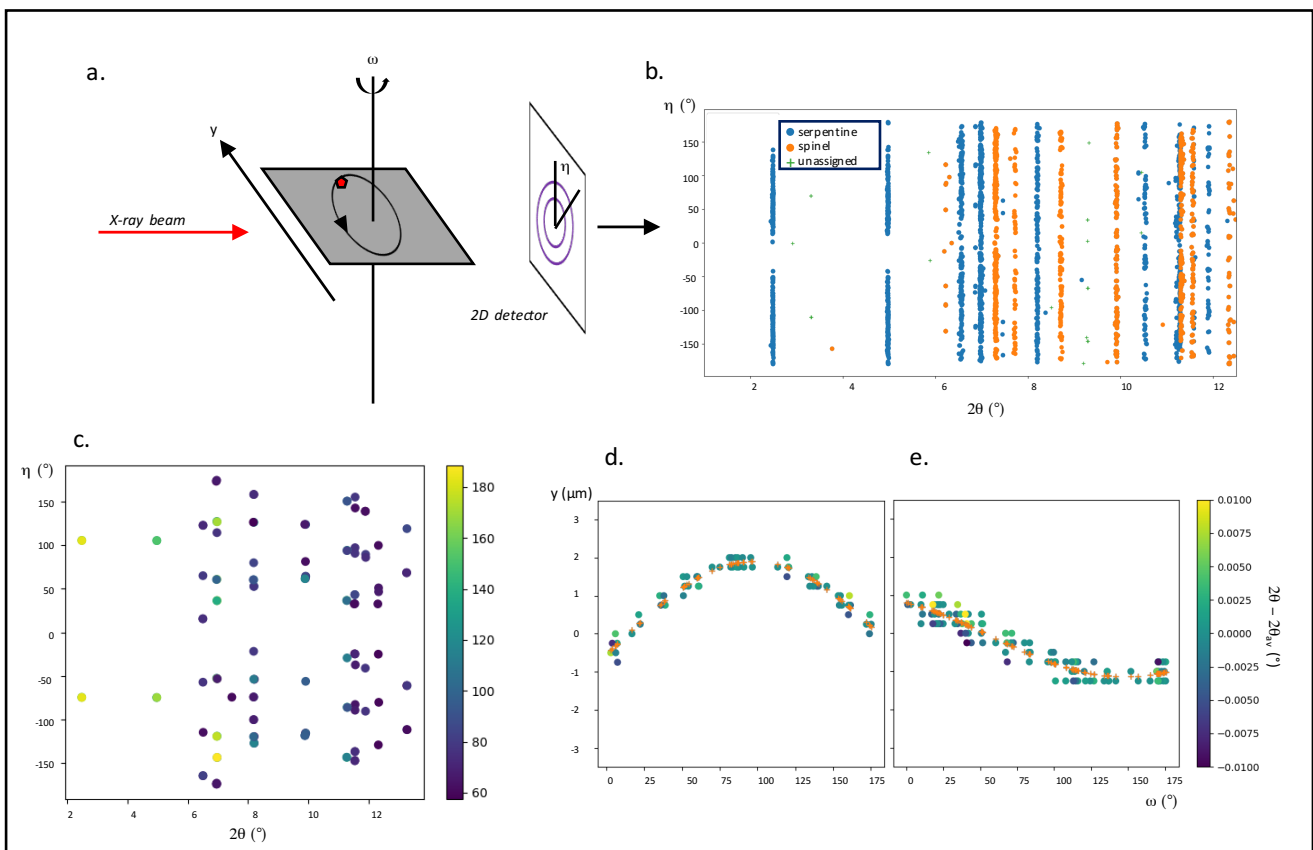 a.
ω
y
X-ray beam
2D detector
η
b.
η (°)
serpentine
spinel
unassigned
150
100
50
0
-50
-100
-150
2 4 6 8 10 12
2θ (°)
c.
η (°)
150
100
50
0
-50
-100
-150
2 4 6 8 10 12
2θ (°)
180
160
140
120
100
80
60
d.
y (µm)
3
2
1
0
-1
-2
-3
0 25 50 75 100 125 150 175
e.
0 25 50 75 100 125 150 175
ω (°)
0.0100
0.0075
0.0050
0.0025
0.0000
-0.0025
-0.0050
-0.0075
-0.0100
2θ − 2θav (°)